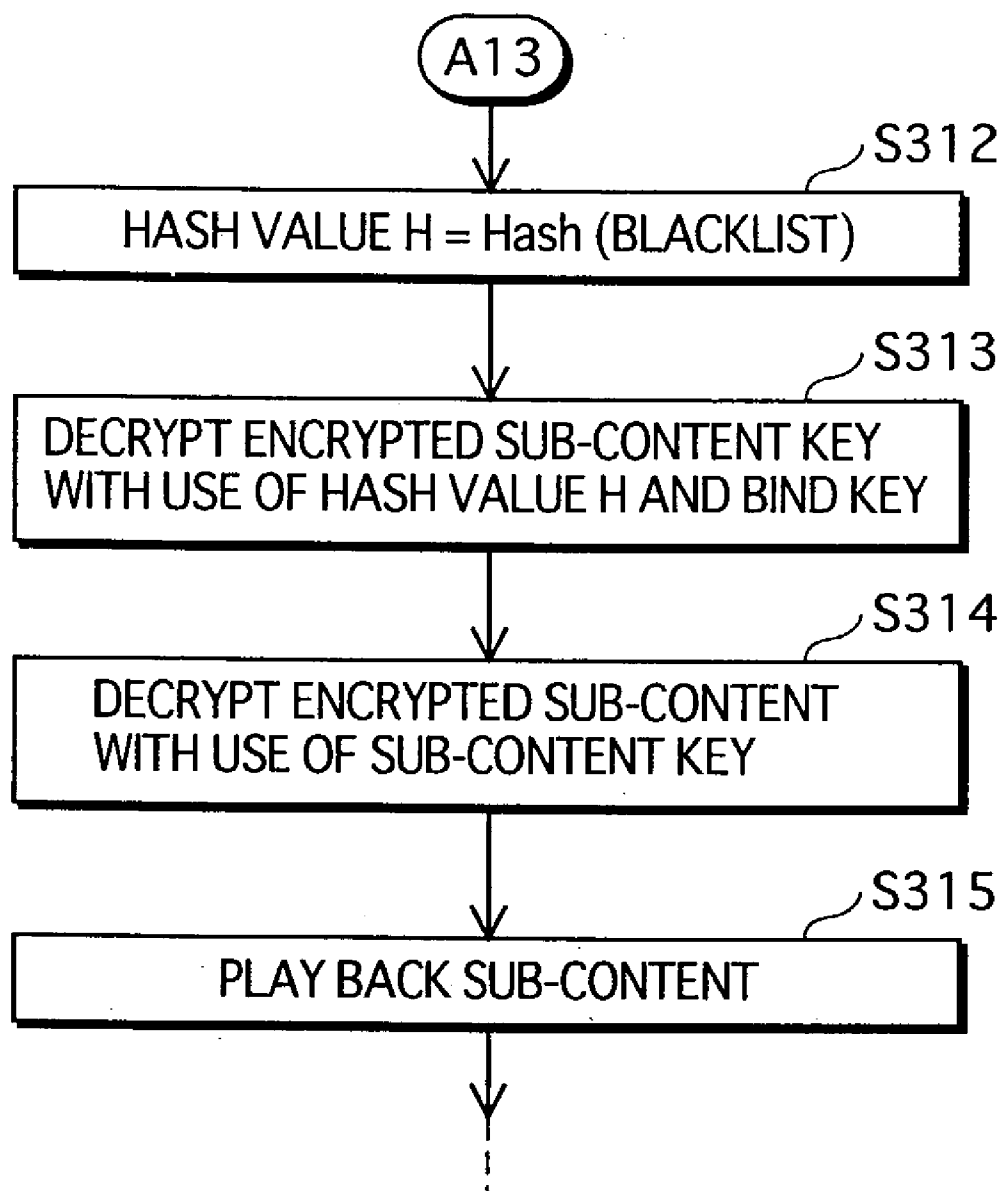 A13
S312
HASH VALUE H = Hash (BLACKLIST)
S313
DECRYPT ENCRYPTED SUB-CONTENT KEY
WITH USE OF HASH VALUE H AND BIND KEY
S314
DECRYPT ENCRYPTED SUB-CONTENT
WITH USE OF SUB-CONTENT KEY
S315
PLAY BACK SUB-CONTENT